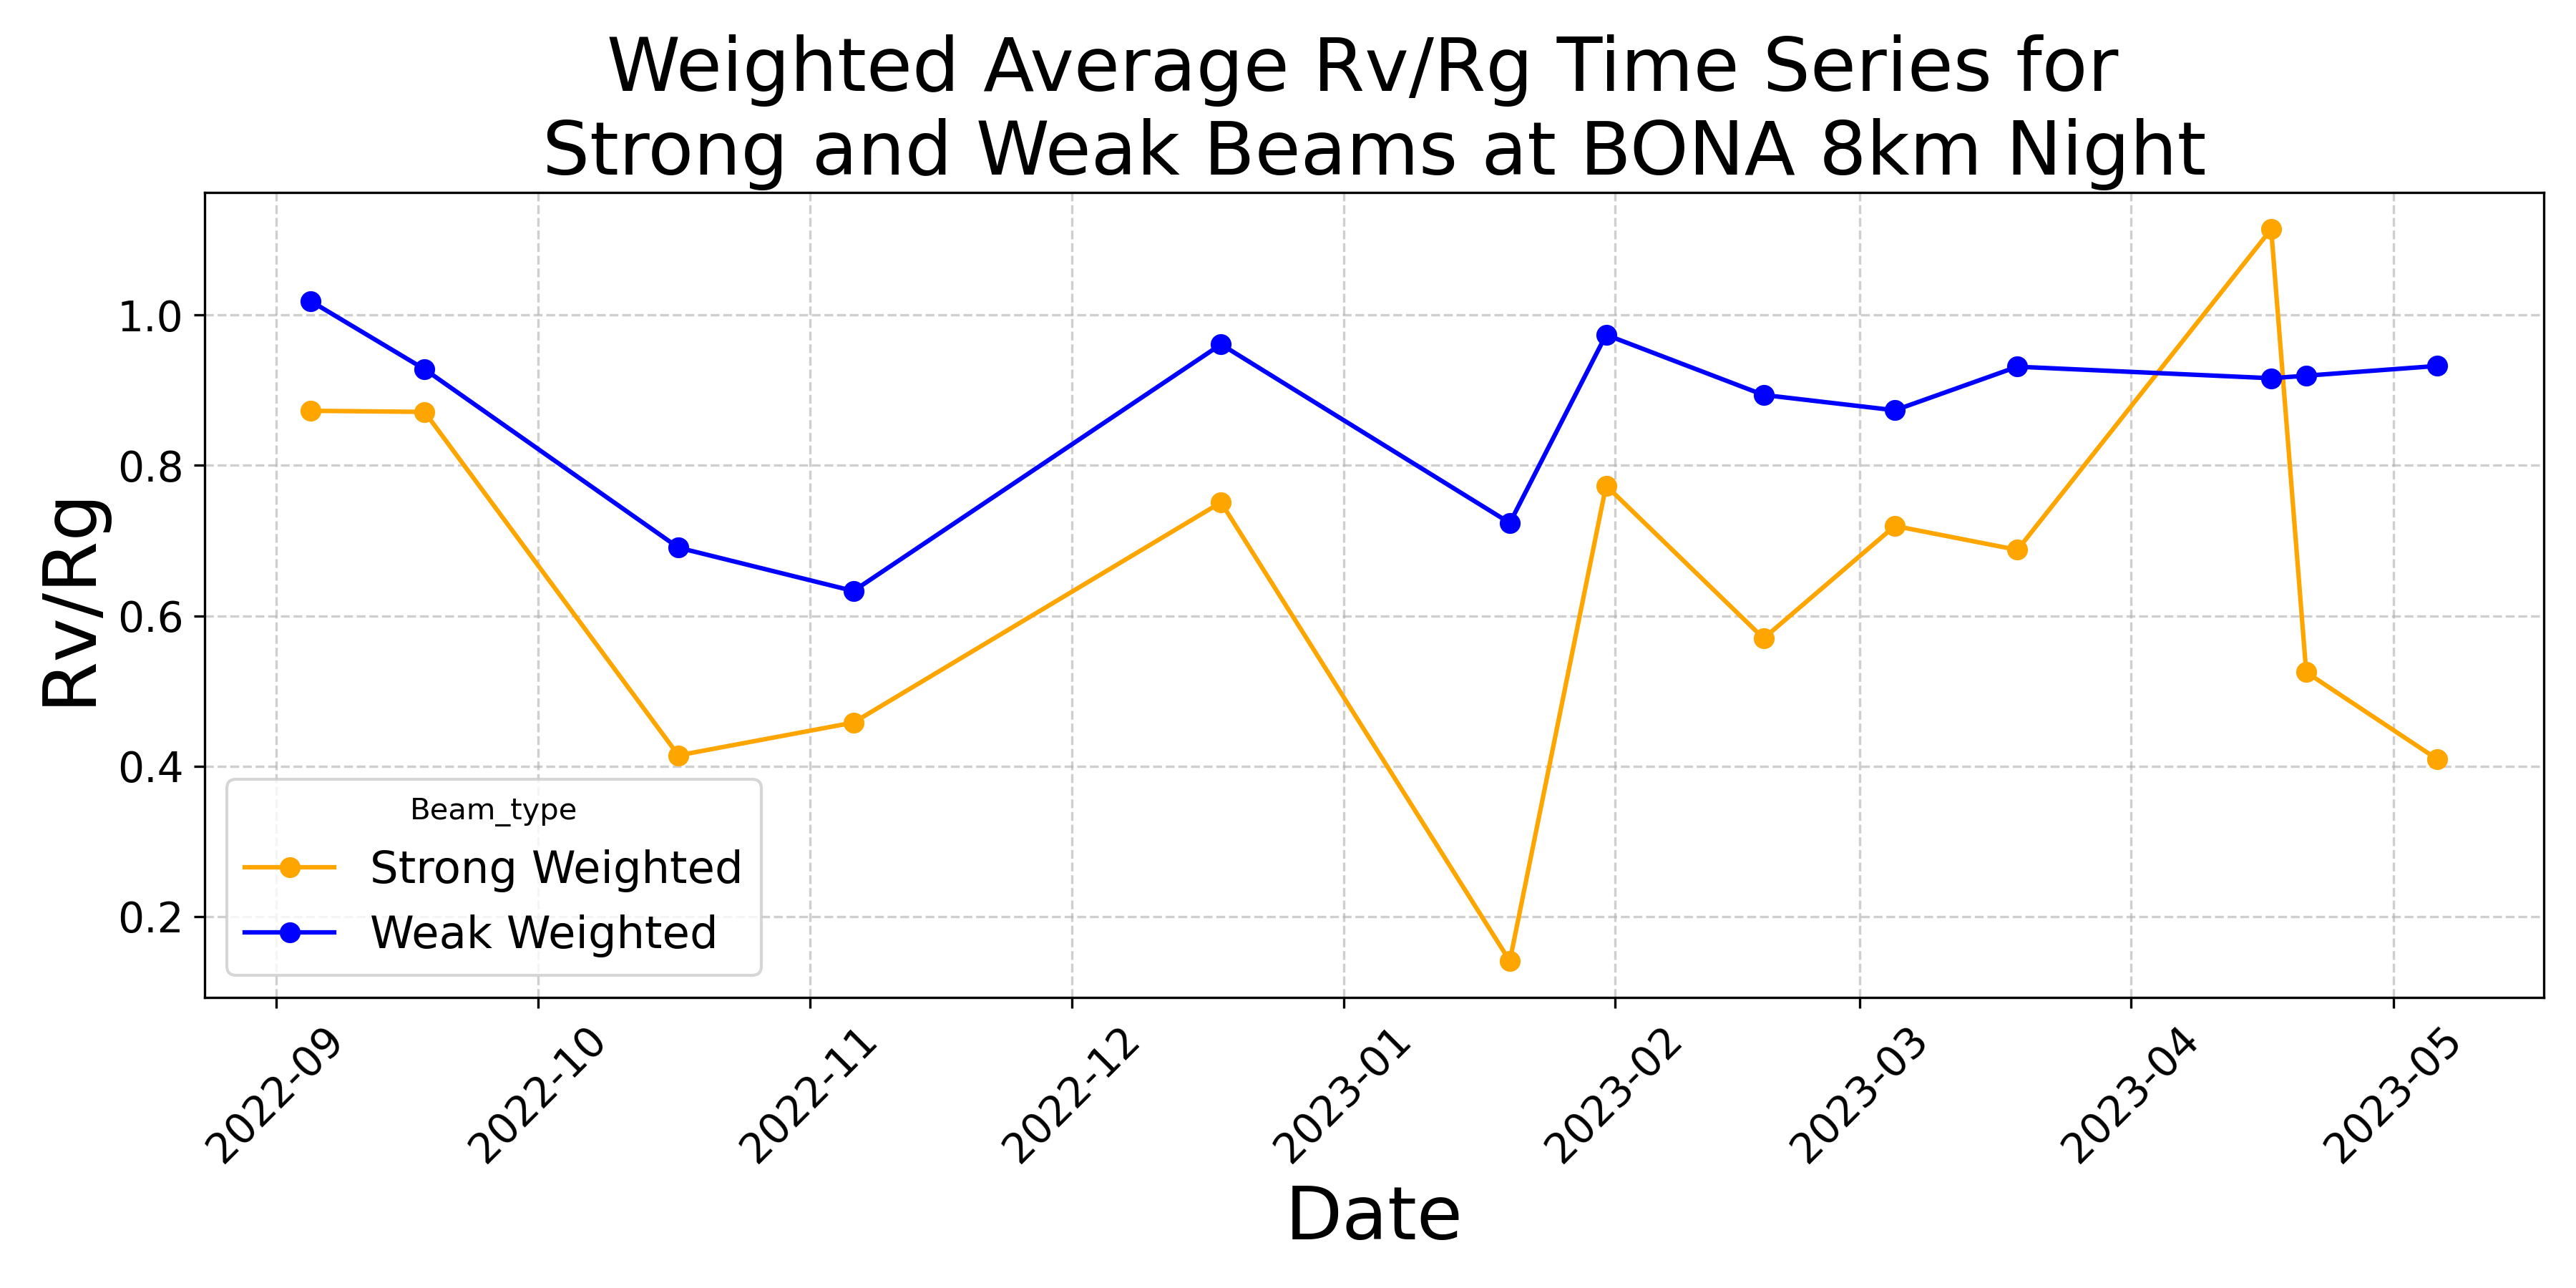 Weighted Average Rv/Rg Time Series for
Strong and Weak Beams at BONA 8km Night
Rv/Rg
1.0
0.8
0.6
0.4
0.2
Beam_type
Strong Weighted
Weak Weighted
2022-09
2022-10
2022-11
2022-12
2023-01
2023-02
2023-03
2023-04
2023-05
Date